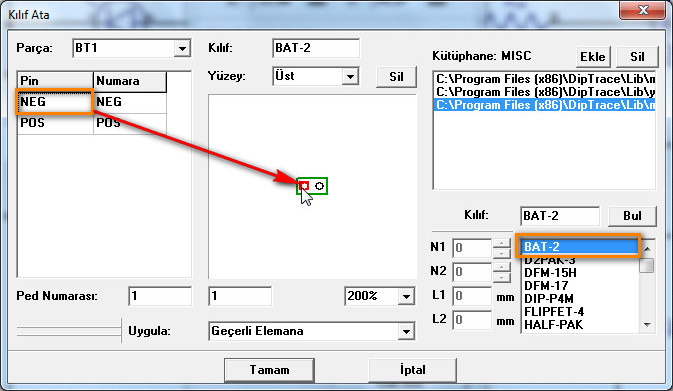 Kılıf Ata
Parça: BT1
Kılıf: BAT-2
Kütüphane: MISC Ekle Sil
Pin Numara
NEG NEG
POS POS
Yüzey: Üst Sil
C:\Program Files (x86)\DipTrace\Lib\
C:\Program Files (x86)\DipTrace\Lib\
C:\Program Files (x86)\DipTrace\Lib\
Kılıf: BAT-2 Bul
N1 0
N2 0
L1 0 mm
L2 0 mm
BAT-2
D2PAK-3
DFM-15H
DFM-17
DIP-P4M
FLIPFET-4
HALF-PAK
Ped Numarası: 1 1 200%
Uygula: Geçerli Elemana
Tamam İptal